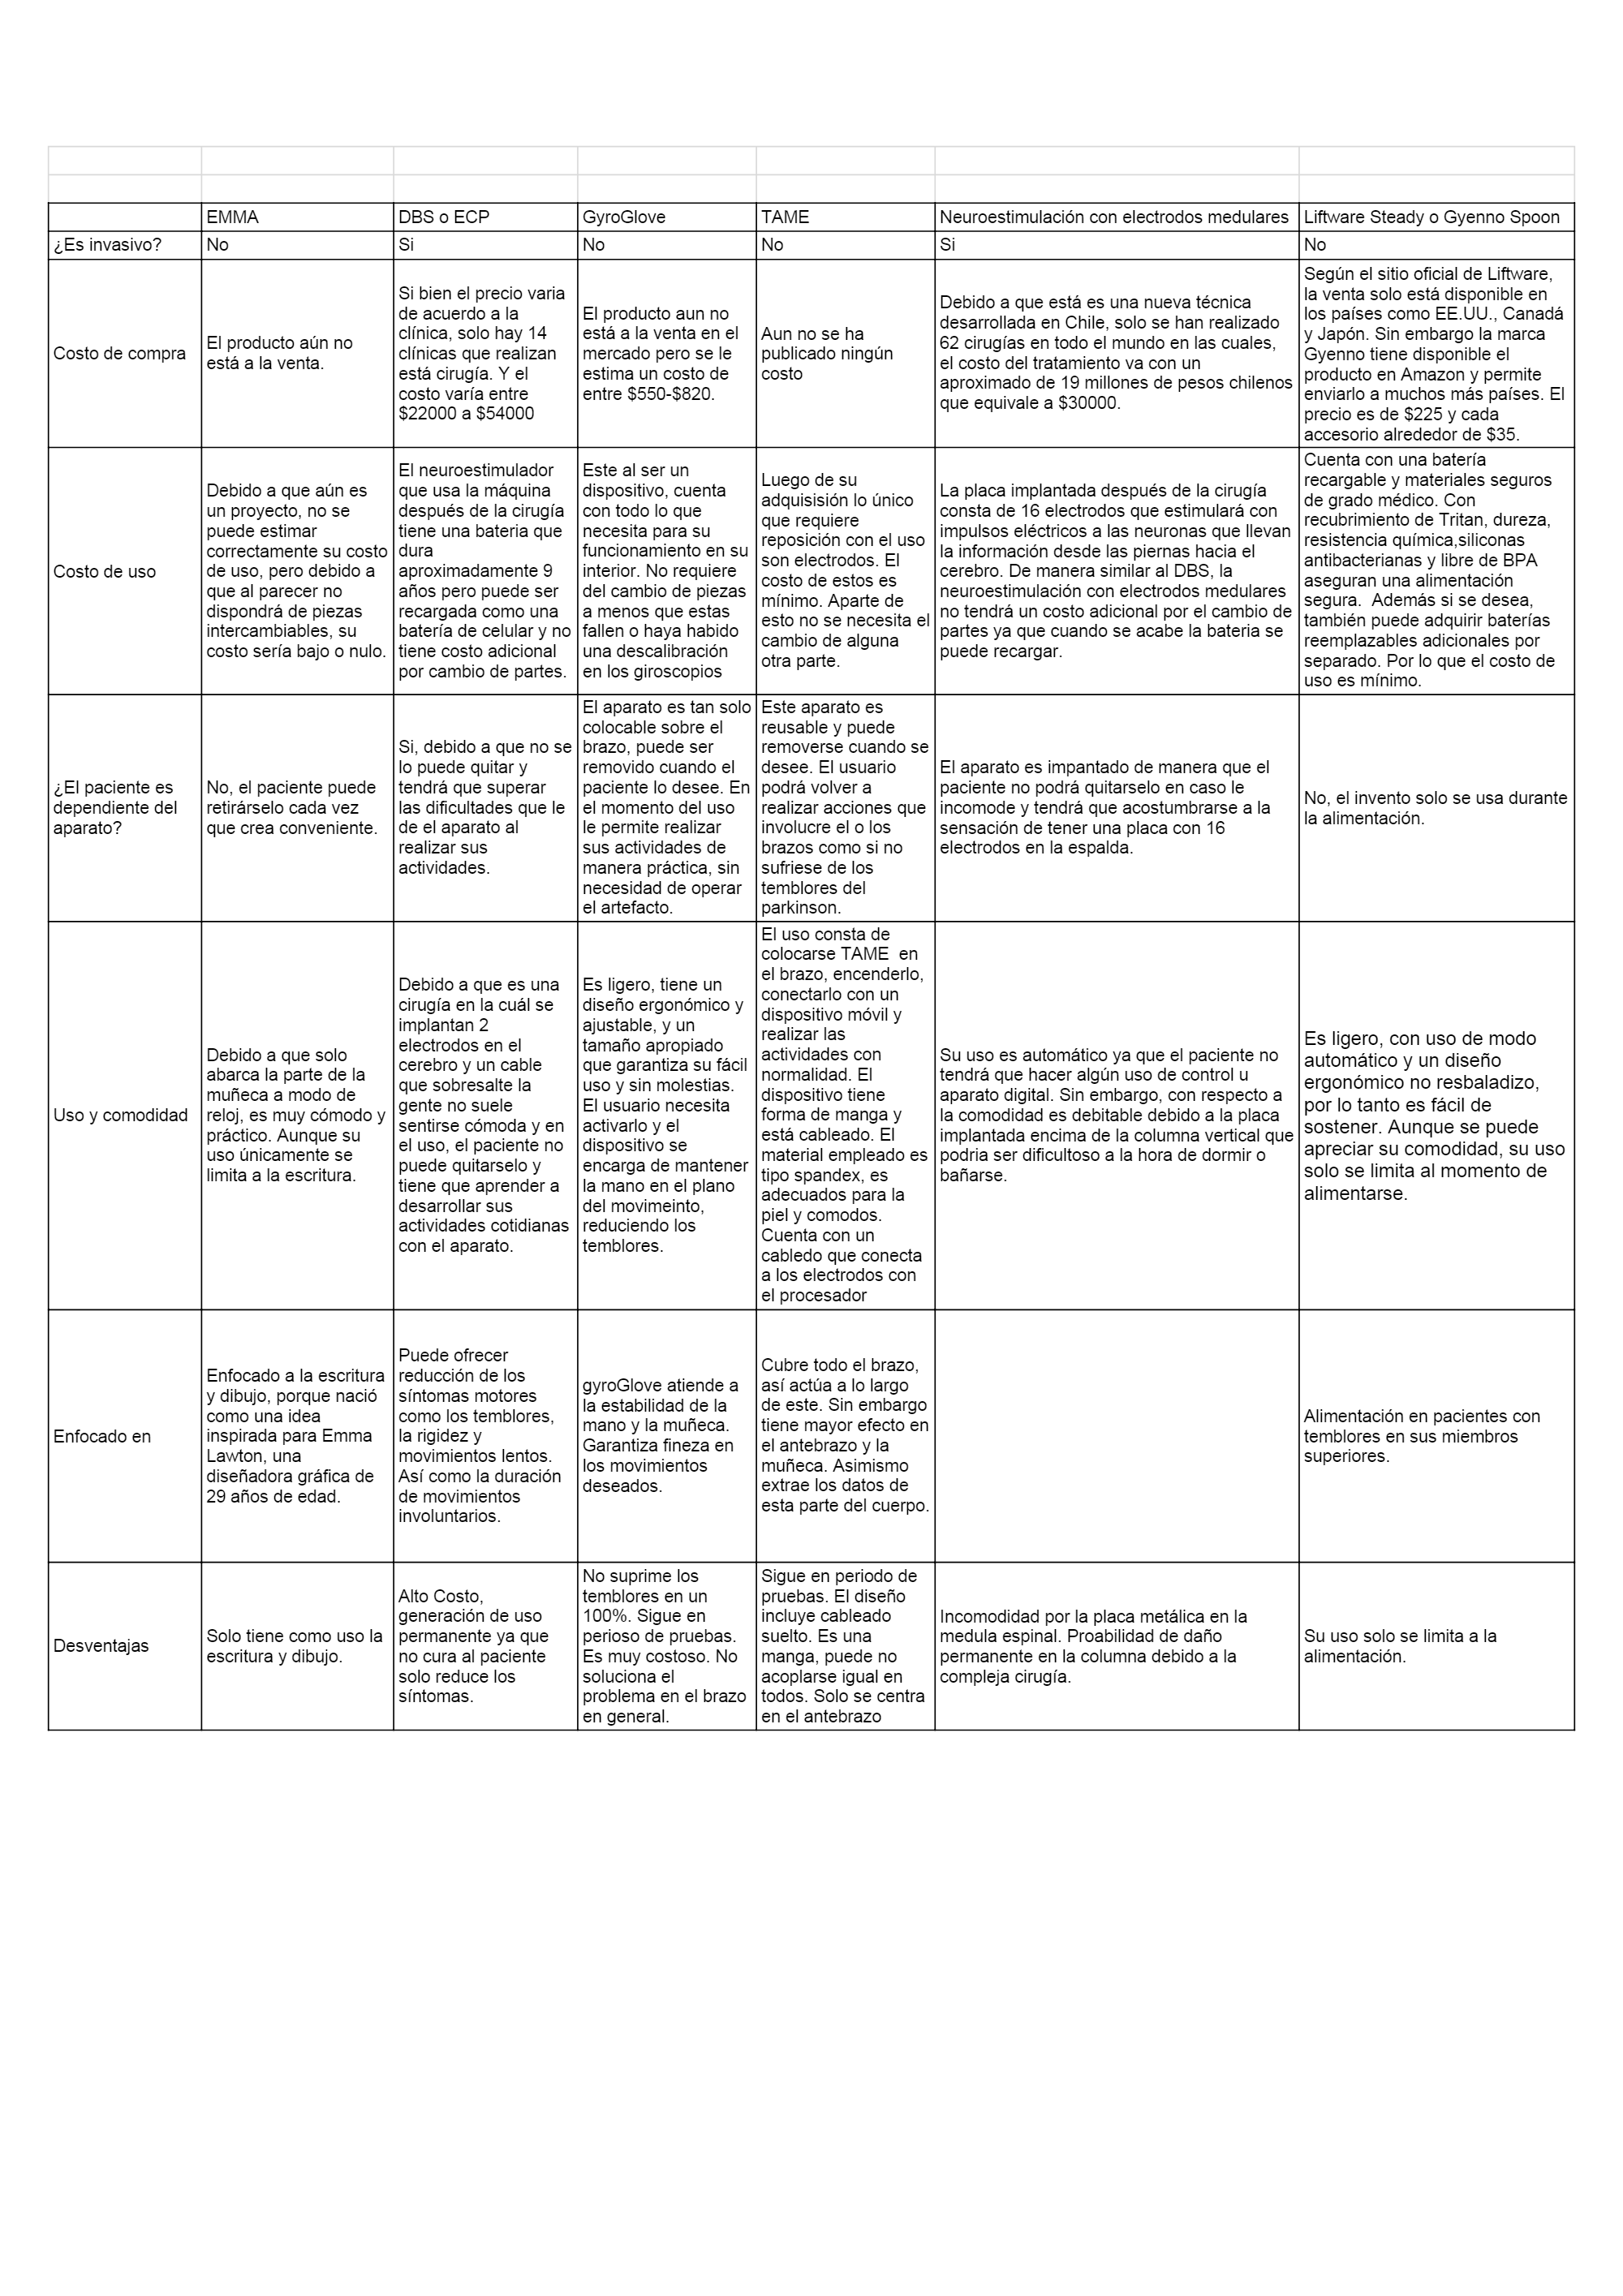 EMMA
DBS o ECP
GyroGlove
TAME
Neuroestimulación con electrodos medulares
Liftware Steady o Gyenno Spoon
¿Es invasivo?
No
Si
No
No
Si
No
Costo de compra
El producto aún no
está a la venta.
Si bien el precio varia
de acuerdo a la
clínica, solo hay 14
clínicas que realizan
está cirugía. Y el
costo varía entre
$22000 a $54000
El producto aun no
está a la venta en el
mercado pero se le
estima un costo de
entre $550-$820.
Aun no se ha
publicado ningún
costo
Debido a que está es una nueva técnica
desarrollada en Chile, solo se han realizado
62 cirugías en todo el mundo en las cuales,
el costo del tratamiento va con un
aproximado de 19 millones de pesos chilenos
que equivale a $30000.
Según el sitio oficial de Liftware,
la venta solo está disponible en
los países como EE.UU., Canadá
y Japón. Sin embargo la marca
Gyenno tiene disponible el
producto en Amazon y permite
enviarlo a muchos más países. El
precio es de $225 y cada
accesorio alrededor de $35.
Costo de uso
Debido a que aún es
un proyecto, no se
puede estimar
correctamente su costo
de uso, pero debido a
que al parecer no
dispondrá de piezas
intercambiables, su
costo sería bajo o nulo.
El neuroestimulador
que usa la máquina
después de la cirugía
tiene una bateria que
dura
aproximadamente 9
años pero puede ser
recargada como una
batería de celular y no
tiene costo adicional
por cambio de partes.
Este al ser un
dispositivo, cuenta
con todo lo que
necesita para su
funcionamiento en su
interior. No requiere
del cambio de piezas
a menos que estas
fallen o haya habido
una descalibración
en los giroscopios
Luego de su
adquisisión lo único
que requiere
reposición con el uso
son electrodos. El
costo de estos es
mínimo. Aparte de
esto no se necesita el
cambio de alguna
otra parte.
La placa implantada después de la cirugía
consta de 16 electrodos que estimulará con
impulsos eléctricos a las neuronas que llevan
la información desde las piernas hacia el
cerebro. De manera similar al DBS, la
neuroestimulación con electrodos medulares
no tendrá un costo adicional por el cambio de
partes ya que cuando se acabe la bateria se
puede recargar.
Cuenta con una batería
recargable y materiales seguros
de grado médico. Con
recubrimiento de Tritan, dureza,
resistencia química,siliconas
antibacterianas y libre de BPA
aseguran una alimentación
segura.  Además si se desea,
también puede adquirir baterías
reemplazables adicionales por
separado. Por lo que el costo de
uso es mínimo.
¿El paciente es
dependiente del
aparato?
No, el paciente puede
retirárselo cada vez
que crea conveniente.
Si, debido a que no se
lo puede quitar y
tendrá que superar
las dificultades que le
de el aparato al
realizar sus
actividades.
El aparato es tan solo
colocable sobre el
brazo, puede ser
removido cuando el
paciente lo desee. En
el momento del uso
le permite realizar
sus actividades de
manera práctica, sin
necesidad de operar
el artefacto.
Este aparato es
reusable y puede
removerse cuando se
desee. El usuario
podrá volver a
realizar acciones que
involucre el o los
brazos como si no
sufriese de los
temblores del
parkinson.
El aparato es impantado de manera que el
paciente no podrá quitarselo en caso le
incomode y tendrá que acostumbrarse a la
sensación de tener una placa con 16
electrodos en la espalda.
No, el invento solo se usa durante
la alimentación.
Uso y comodidad
Debido a que solo
abarca la parte de la
muñeca a modo de
reloj, es muy cómodo y
práctico. Aunque su
uso únicamente se
limita a la escritura.
Debido a que es una
cirugía en la cuál se
implantan 2
electrodos en el
cerebro y un cable
que sobresalte la
gente no suele
sentirse cómoda y en
el uso, el paciente no
puede quitarselo y
tiene que aprender a
desarrollar sus
actividades cotidianas
con el aparato.
Es ligero, tiene un
diseño ergonómico y
ajustable, y un
tamaño apropiado
que garantiza su fácil
uso y sin molestias.
El usuario necesita
activarlo y el
dispositivo se
encarga de mantener
la mano en el plano
del movimeinto,
reduciendo los
temblores.
El uso consta de
colocarse TAME  en
el brazo, encenderlo,
conectarlo con un
dispositivo móvil y
realizar las
actividades con
normalidad. El
dispositivo tiene
forma de manga y
está cableado. El
material empleado es
tipo spandex, es
adecuados para la
piel y comodos.
Cuenta con un
cabledo que conecta
a los electrodos con
el procesador
Su uso es automático ya que el paciente no
tendrá que hacer algún uso de control u
aparato digital. Sin embargo, con respecto a
la comodidad es debitable debido a la placa
implantada encima de la columna vertical que
podria ser dificultoso a la hora de dormir o
bañarse.
Es ligero, con uso de modo
automático y un diseño
ergonómico no resbaladizo,
por lo tanto es fácil de
sostener. Aunque se puede
apreciar su comodidad, su uso
solo se limita al momento de
alimentarse.
Enfocado en
Enfocado a la escritura
y dibujo, porque nació
como una idea
inspirada para Emma
Lawton, una
diseñadora gráfica de
29 años de edad.
Puede ofrecer
reducción de los
síntomas motores
como los temblores,
la rigidez y
movimientos lentos.
Así como la duración
de movimientos
involuntarios.
gyroGlove atiende a
la estabilidad de la
mano y la muñeca.
Garantiza fineza en
los movimientos
deseados.
Cubre todo el brazo,
así actúa a lo largo
de este. Sin embargo
tiene mayor efecto en
el antebrazo y la
muñeca. Asimismo
extrae los datos de
esta parte del cuerpo.
Alimentación en pacientes con
temblores en sus miembros
superiores.
Desventajas
Solo tiene como uso la
escritura y dibujo.
Alto Costo,
generación de uso
permanente ya que
no cura al paciente
solo reduce los
síntomas.
No suprime los
temblores en un
100%. Sigue en
perioso de pruebas.
Es muy costoso. No
soluciona el
problema en el brazo
en general.
Sigue en periodo de
pruebas. El diseño
incluye cableado
suelto. Es una
manga, puede no
acoplarse igual en
todos. Solo se centra
en el antebrazo
Incomodidad por la placa metálica en la
medula espinal. Proabilidad de daño
permanente en la columna debido a la
compleja cirugía.
Su uso solo se limita a la
alimentación.